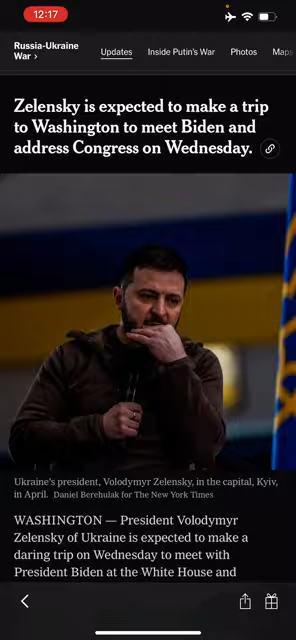 12:17
Russia-Ukraine
War ›
Updates
Inside Putin's War
Photos
Maps
Zelensky is expected to make a trip
to Washington to meet Biden and
address Congress on Wednesday.
Ukraine's president, Volodymyr Zelensky, in the capital, Kyiv,
in April. Daniel Berehulak for The New York Times
WASHINGTON — President Volodymyr
Zelensky of Ukraine is expected to make a
daring trip on Wednesday to meet with
President Biden at the White House and